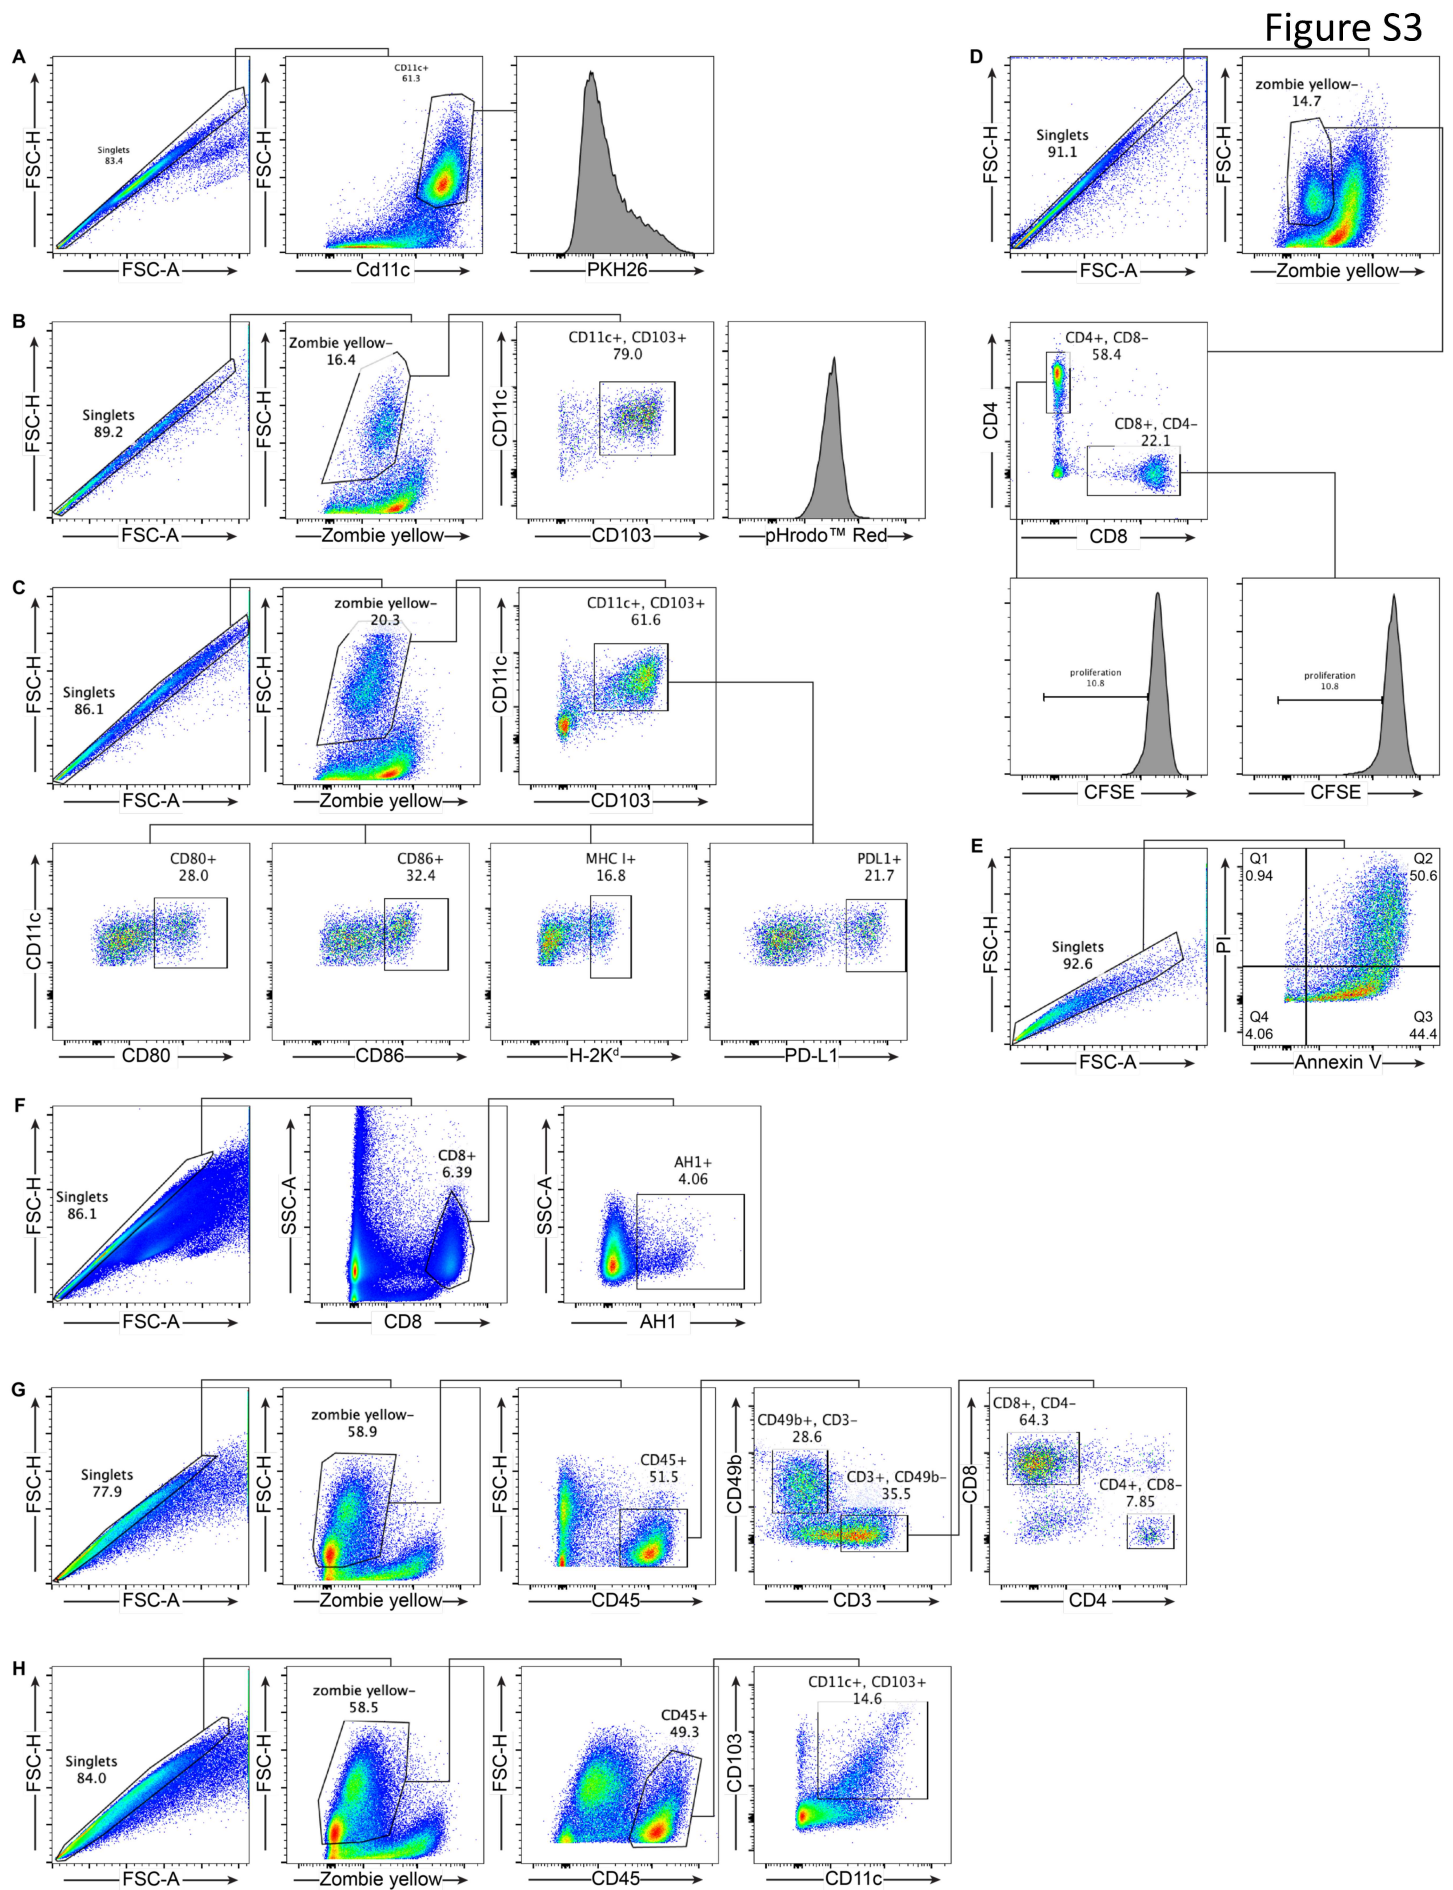 Figure S3
A
FSC-H
Singlets
83.4
FSC-A
FSC-H
CD11c+
61.3
Cd11c
PKH26
B
FSC-H
Singlets
89.2
FSC-A
FSC-H
Zombie yellow-
16.4
Zombie yellow
CD11c
CD11c+, CD103+
79.0
CD103
pHrodo™ Red
C
FSC-H
Singlets
86.1
FSC-A
FSC-H
zombie yellow-
20.3
Zombie yellow
CD11c
CD11c+, CD103+
61.6
CD103
CD11c
CD80+
28.0
CD80
CD86+
32.4
CD86
MHC I+
16.8
H-2Kᵈ
PDL1+
21.7
PD-L1
D
FSC-H
Singlets
91.1
FSC-A
FSC-H
zombie yellow-
14.7
Zombie yellow
CD4
CD4+, CD8-
58.4
CD8+, CD4-
22.1
CD8
proliferation
10.8
CFSE
proliferation
10.8
CFSE
E
FSC-H
Singlets
92.6
FSC-A
PI
Q1
0.94
Q2
50.6
Q4
4.06
Q3
44.4
Annexin V
F
FSC-H
Singlets
86.1
FSC-A
SSC-A
CD8+
6.39
CD8
SSC-A
AH1+
4.06
AH1
G
FSC-H
Singlets
77.9
FSC-A
FSC-H
zombie yellow-
58.9
Zombie yellow
FSC-H
CD45+
51.5
CD45
CD49b
CD49b+, CD3-
28.6
CD3+, CD49b-
35.5
CD3
CD8
CD8+, CD4-
64.3
CD4+, CD8-
7.85
CD4
H
FSC-H
Singlets
84.0
FSC-A
FSC-H
zombie yellow-
58.5
Zombie yellow
FSC-H
CD45+
49.3
CD45
CD103
CD11c+, CD103+
14.6
CD11c